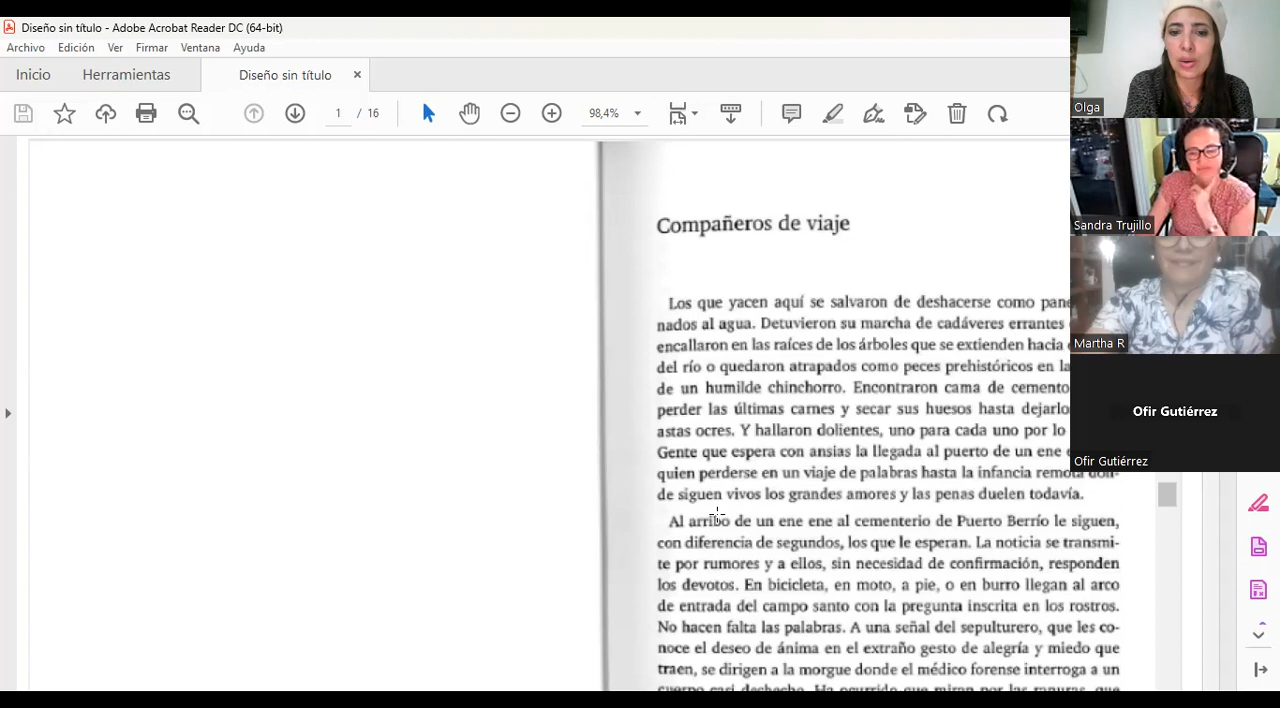 Diseño sin título - Adobe Acrobat Reader DC (64-bit)
Archivo Edición Ver Firmar Ventana Ayuda
Inicio Herramientas Diseño sin título
1 / 16 98,4%
Compañeros de viaje
Los que yacen aquí se salvaron de deshacerse como
nados al agua. Detuvieron su marcha de cadáveres errantes
encallaron en las raíces de los árboles que se extienden hacia
del río o quedaron atrapados como peces prehistóricos en
de un humilde chinchorro. Encontraron cama de cemento
perder las últimas carnes y secar sus huesos hasta
astas ocres. Y hallaron dolientes, uno para cada uno por lo
Gente que espera con ansias la llegada al puerto de un ene
quien perderse en un viaje de palabras hasta la infancia remota don-
de siguen vivos los grandes amores y las penas duelen todavía.
Al arribo de un ene ene al cementerio de Puerto Berrío le siguen,
con diferencia de segundos, los que le esperan. La noticia se transmi-
te por rumores y a ellos, sin necesidad de confirmación, responden
los devotos. En bicicleta, en moto, a pie, o en burro llegan al arco
de entrada del campo santo con la pregunta inscrita en los rostros.
No hacen falta las palabras. A una señal del sepulturero, que les co-
noce el deseo de ánima en el extraño gesto de alegría y miedo que
traen, se dirigen a la morgue donde el médico forense interroga a un
cuerpo casi deshecho. Ha ocurrido que miran por las ranuras, que
Olga
Sandra Trujillo
Martha R
Ofir Gutiérrez
Ofir Gutiérrez